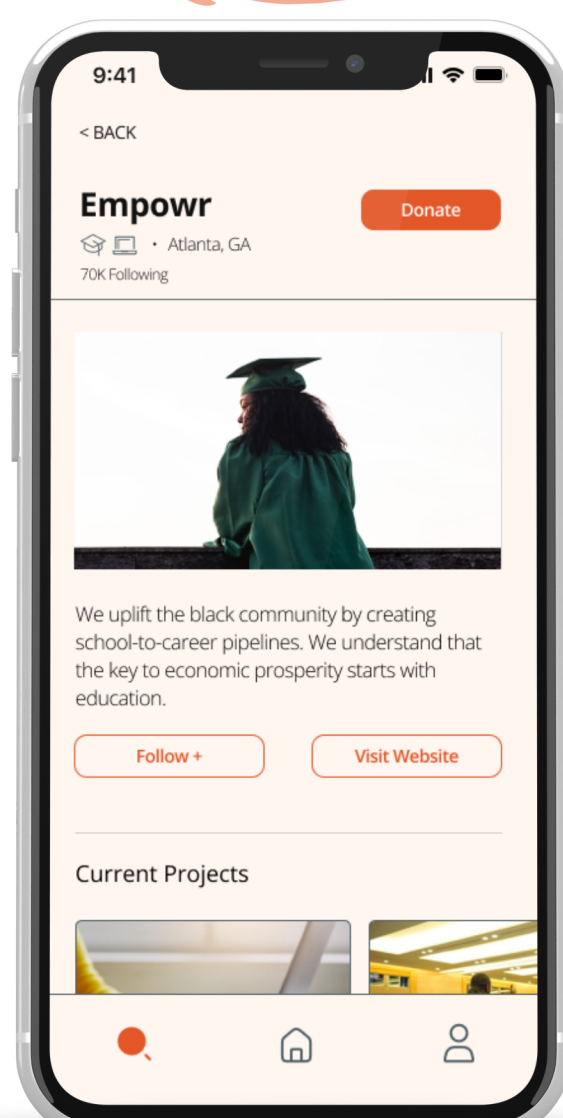 9:41
< BACK
Empowr
Donate
• Atlanta, GA
70K Following
We uplift the black community by creating
school-to-career pipelines. We understand that
the key to economic prosperity starts with
education.
Follow +
Visit Website
Current Projects